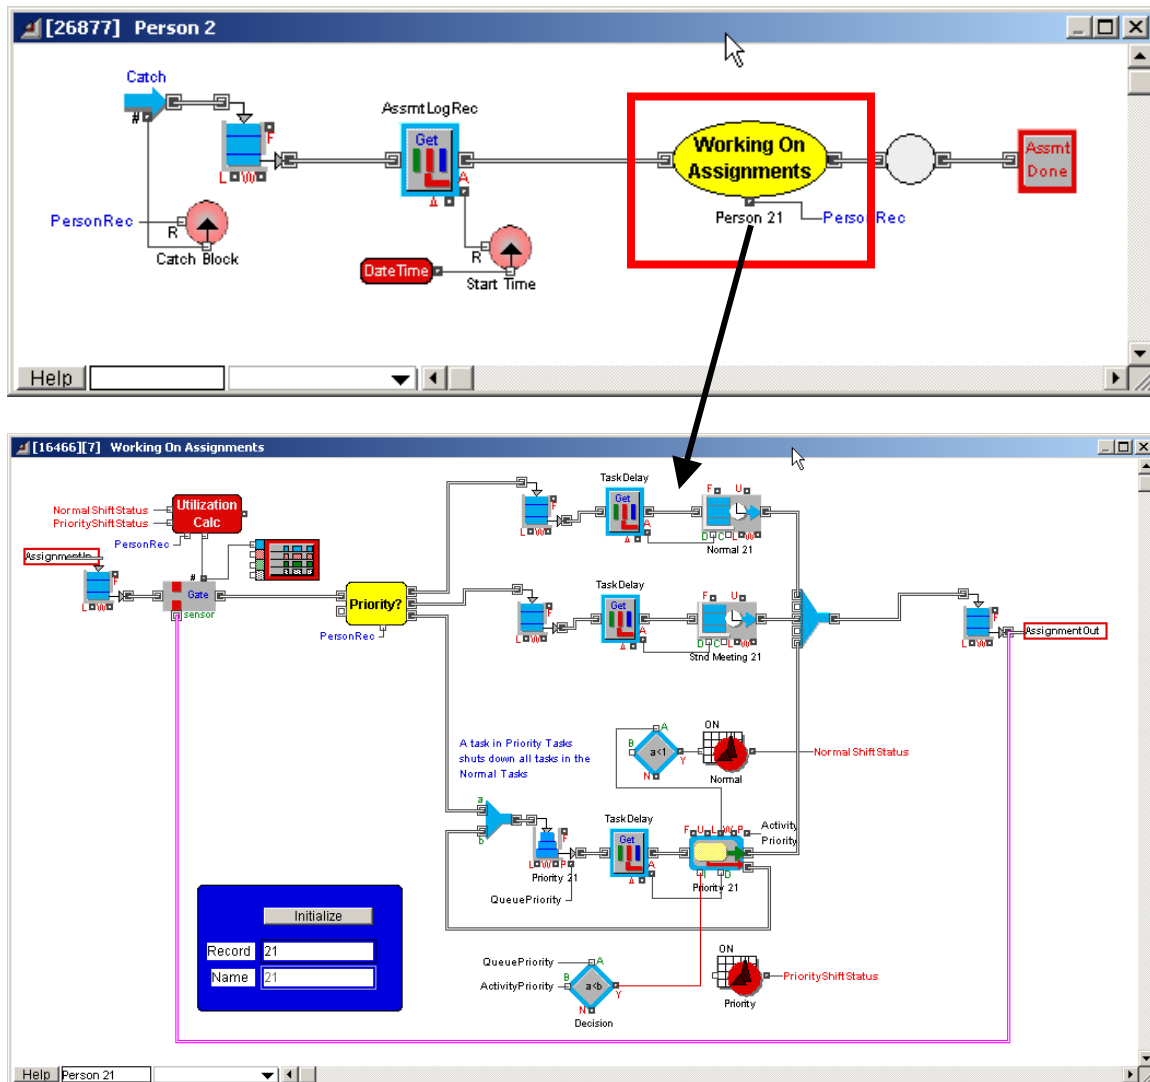 [26877] Person 2
Catch
#
F
L W
PersonRec
R
Catch Block
AssmtLogRec
Get
A
Δ
DateTime
R
Start Time
Working On
Assignments
Person 21
PersonRec
Assmt
Done
Help
[16466][7] Working On Assignments
NormalShiftStatus
PriorityShiftStatus
Utilization
Calc
PersonRec
AssignmentIn
F
L W
#
Gate
sensor
Priority?
PersonRec
F
L W
TaskDelay
Get
A
Δ
F U
D C L W
Normal 21
F
L W
TaskDelay
Get
A
Δ
F U
D C L W
Stnd Meeting 21
F
L W
AssignmentOut
A task in Priority Tasks
shuts down all tasks in the
Normal Tasks
A
B
a<1
Y
N
ON
Normal
NormalShiftStatus
a
b
F
L W P
Priority 21
QueuePriority
TaskDelay
Get
A
Δ
F U L W P
Activity
Priority
I D
Priority 21
Initialize
Record 21
Name 21
QueuePriority
ActivityPriority
A
B
a<b
Y
N
Decision
ON
Priority
PriorityShiftStatus
Help Person 21